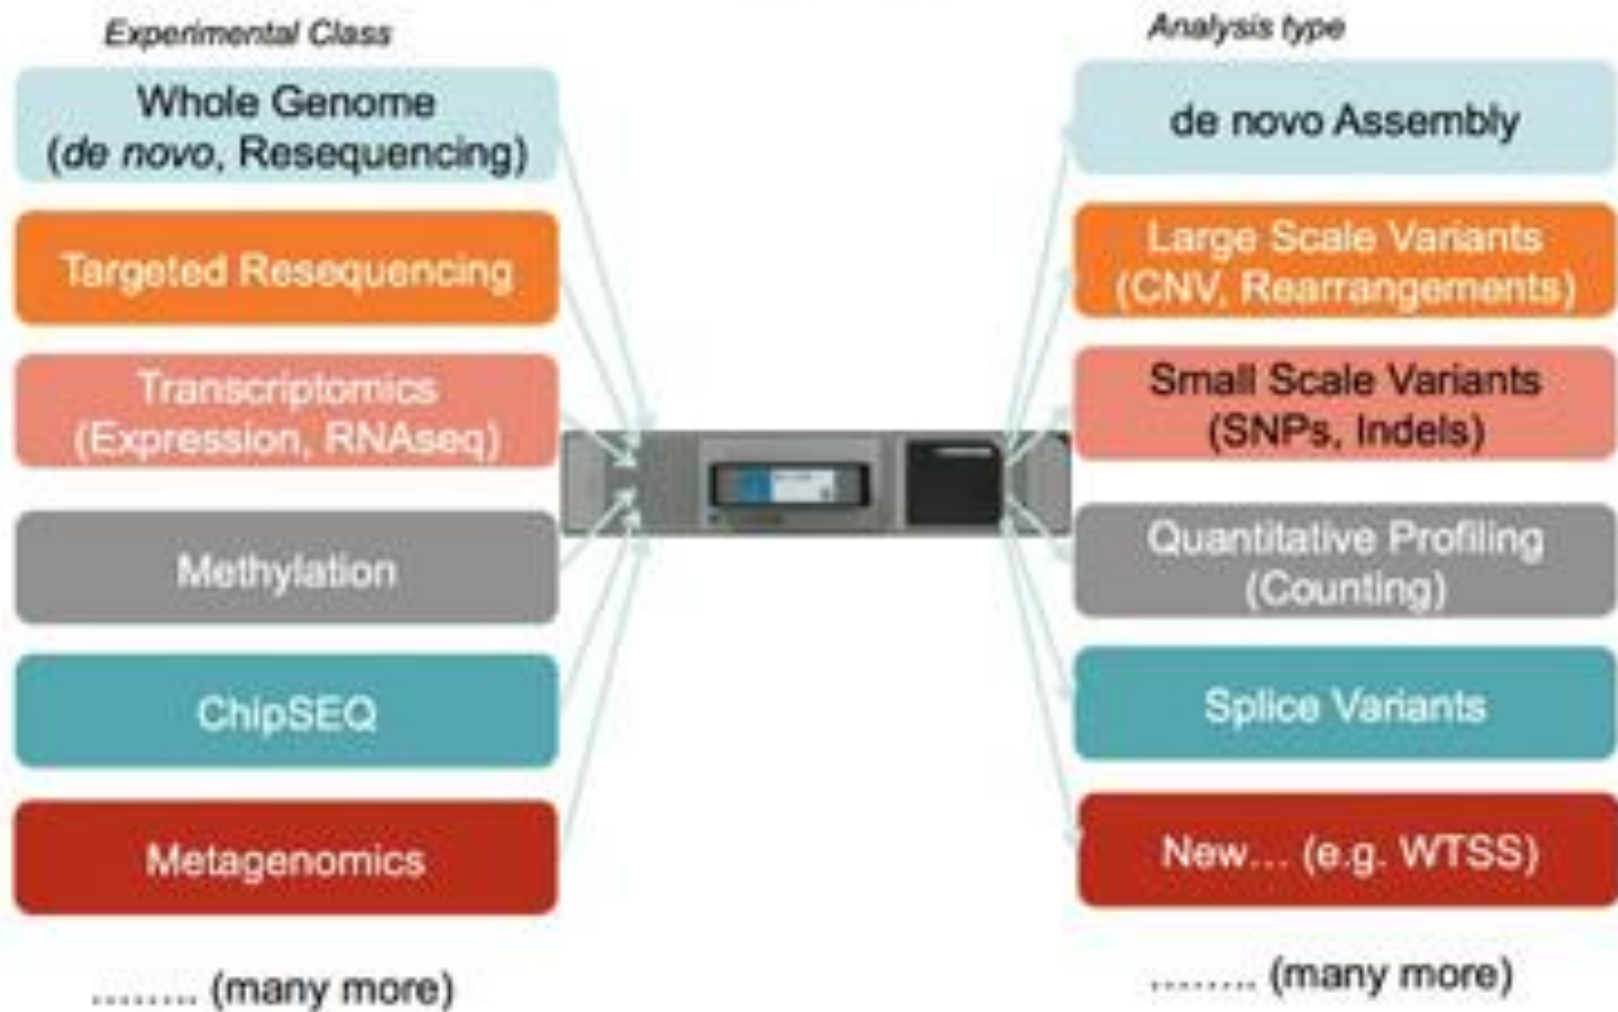 Experimental Class
Whole Genome
(de novo, Resequencing)
Targeted Resequencing
Transcriptomics
(Expression, RNAseq)
Methylation
ChipSEQ
Metagenomics
........ (many more)
Analysis type
de novo Assembly
Large Scale Variants
(CNV, Rearrangements)
Small Scale Variants
(SNPs, Indels)
Quantitative Profiling
(Counting)
Splice Variants
New... (e.g. WTSS)
........ (many more)